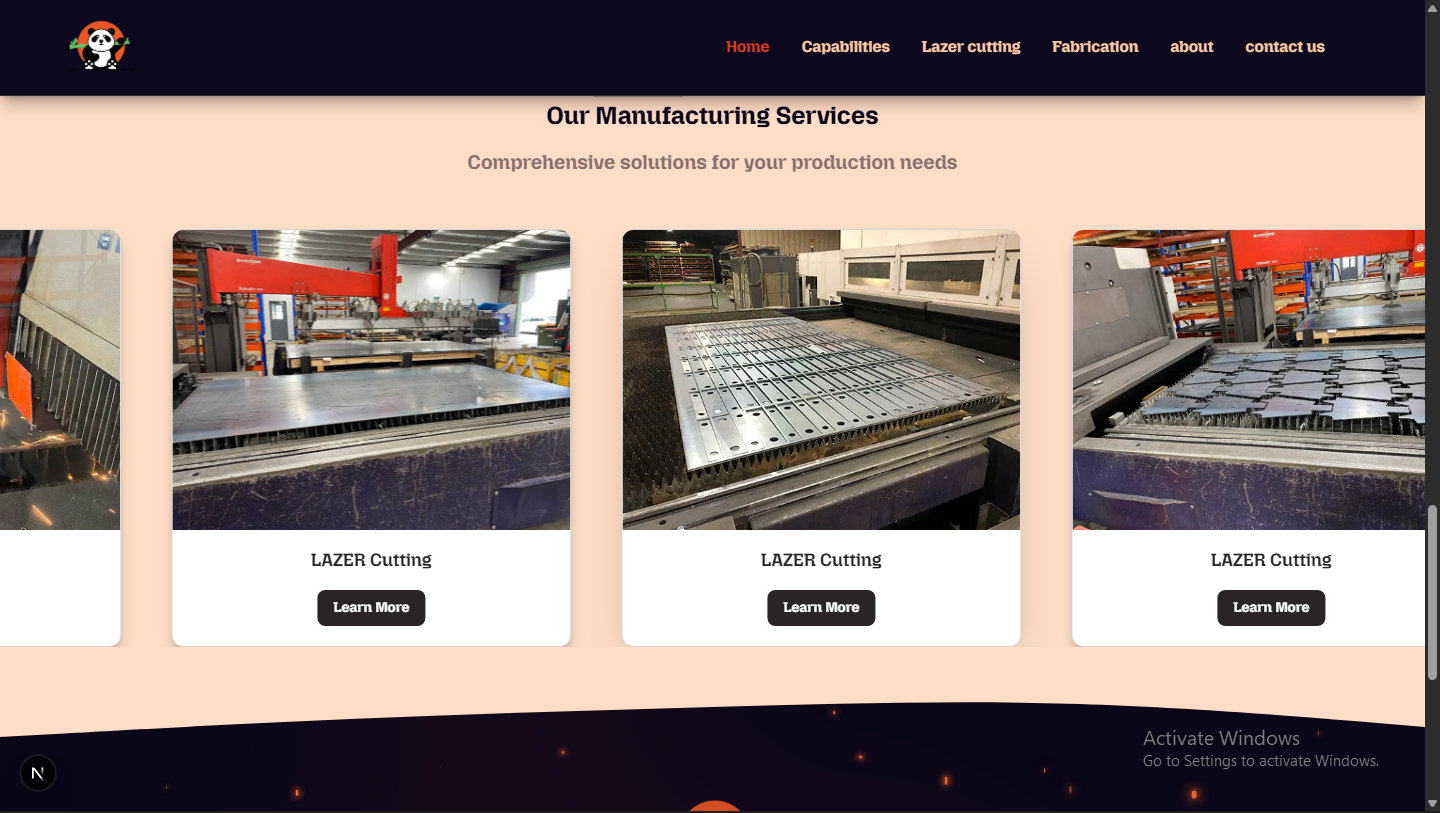 Home Capabilities Lazer cutting Fabrication about contact us
Our Manufacturing Services
Comprehensive solutions for your production needs
LAZER Cutting
Learn More
LAZER Cutting
Learn More
LAZER Cutting
Learn More
Activate Windows
Go to Settings to activate Windows.
N